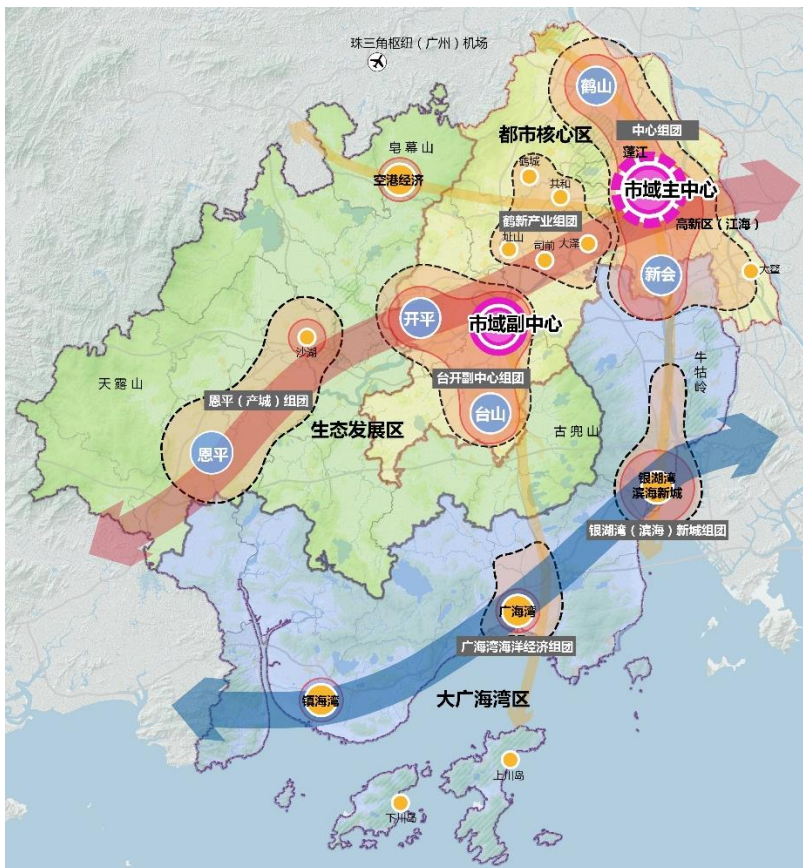 珠三角枢纽（广州）机场
鹤山
皂幕山
都市核心区
中心组团
蓬江
鹤城
空港经济
共和
市域主中心
鹤新产业组团
高新区（江海）
址山
司前
大泽
新会
大鳌
开平
市域副中心
沙湖
牛牯岭
天露山
台开副中心组团
恩平（产城）组团
台山
古兜山
生态发展区
恩平
银湖湾
滨海新城
银湖湾（滨海）新城组团
广海湾
广海湾海洋经济组团
镇海湾
大广海湾区
上川岛
下川岛